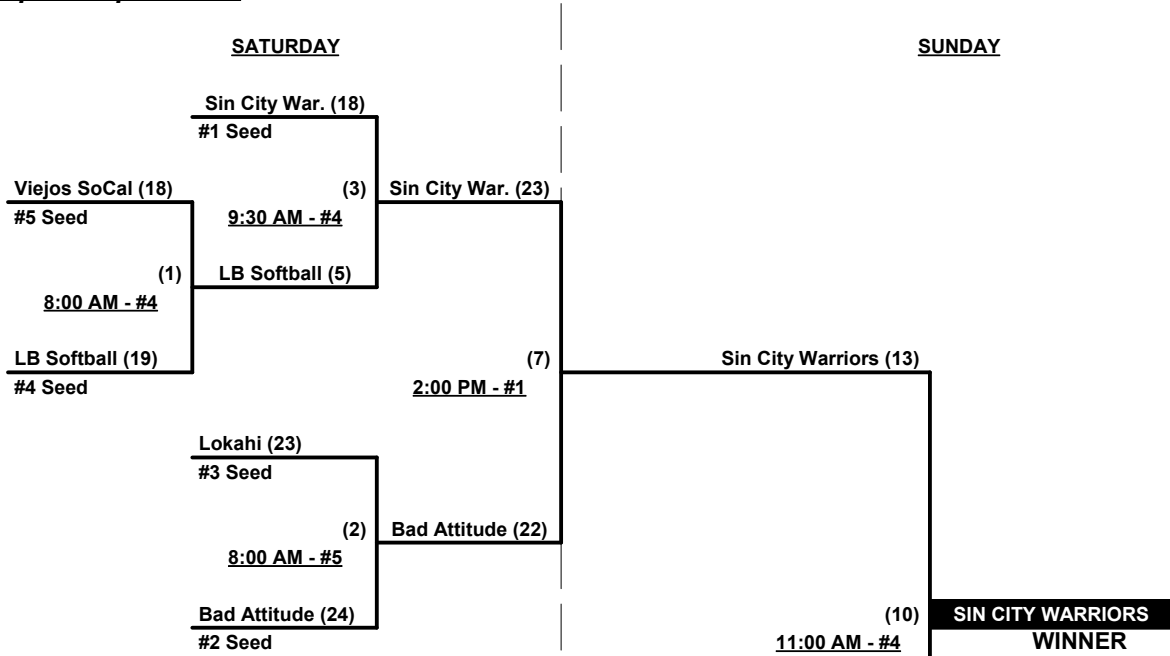 SATURDAY
SUNDAY
Sin City War. (18)
#1 Seed
Viejos SoCal (18)
(3)
Sin City War. (23)
#5 Seed
9:30 AM - #4
(1)
LB Softball (5)
8:00 AM - #4
LB Softball (19)
(7)
Sin City Warriors (13)
#4 Seed
2:00 PM - #1
Lokahi (23)
#3 Seed
(2)
Bad Attitude (22)
8:00 AM - #5
Bad Attitude (24)
(10)
SIN CITY WARRIORS
#2 Seed
11:00 AM - #4
WINNER